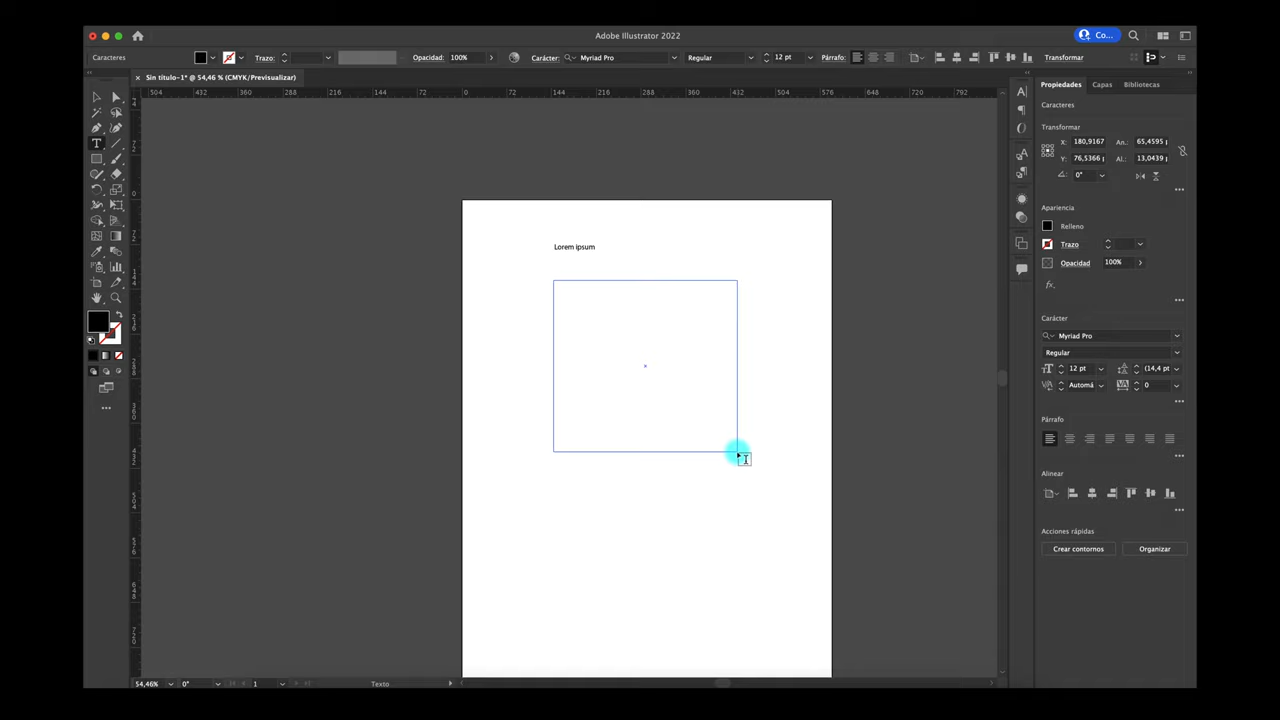 Adobe Illustrator 2022
Co...
Caracteres
Trazo:
Opacidad: 100%
Carácter: Myriad Pro
Regular
12 pt
Párrafo:
Transformar
× Sin título-1* @ 54,46 % (CMYK/Previsualizar)
504 432 360 288 216 144 72 0 72 144 216 288 360 432 504 576 648 720 792
Propiedades Capas Bibliotecas
Caracteres
Transformar
X: 180,9167 An.: 65,4595
Y: 76,5366 Al.: 13,0439
0°
Apariencia
Relleno
Trazo
Opacidad 100%
fx.
Lorem ipsum
Carácter
Myriad Pro
Regular
12 pt (14,4 pt
Automá 0
Párrafo
Alinear
Acciones rápidas
Crear contornos Organizar
54,46% 0° 1 Texto